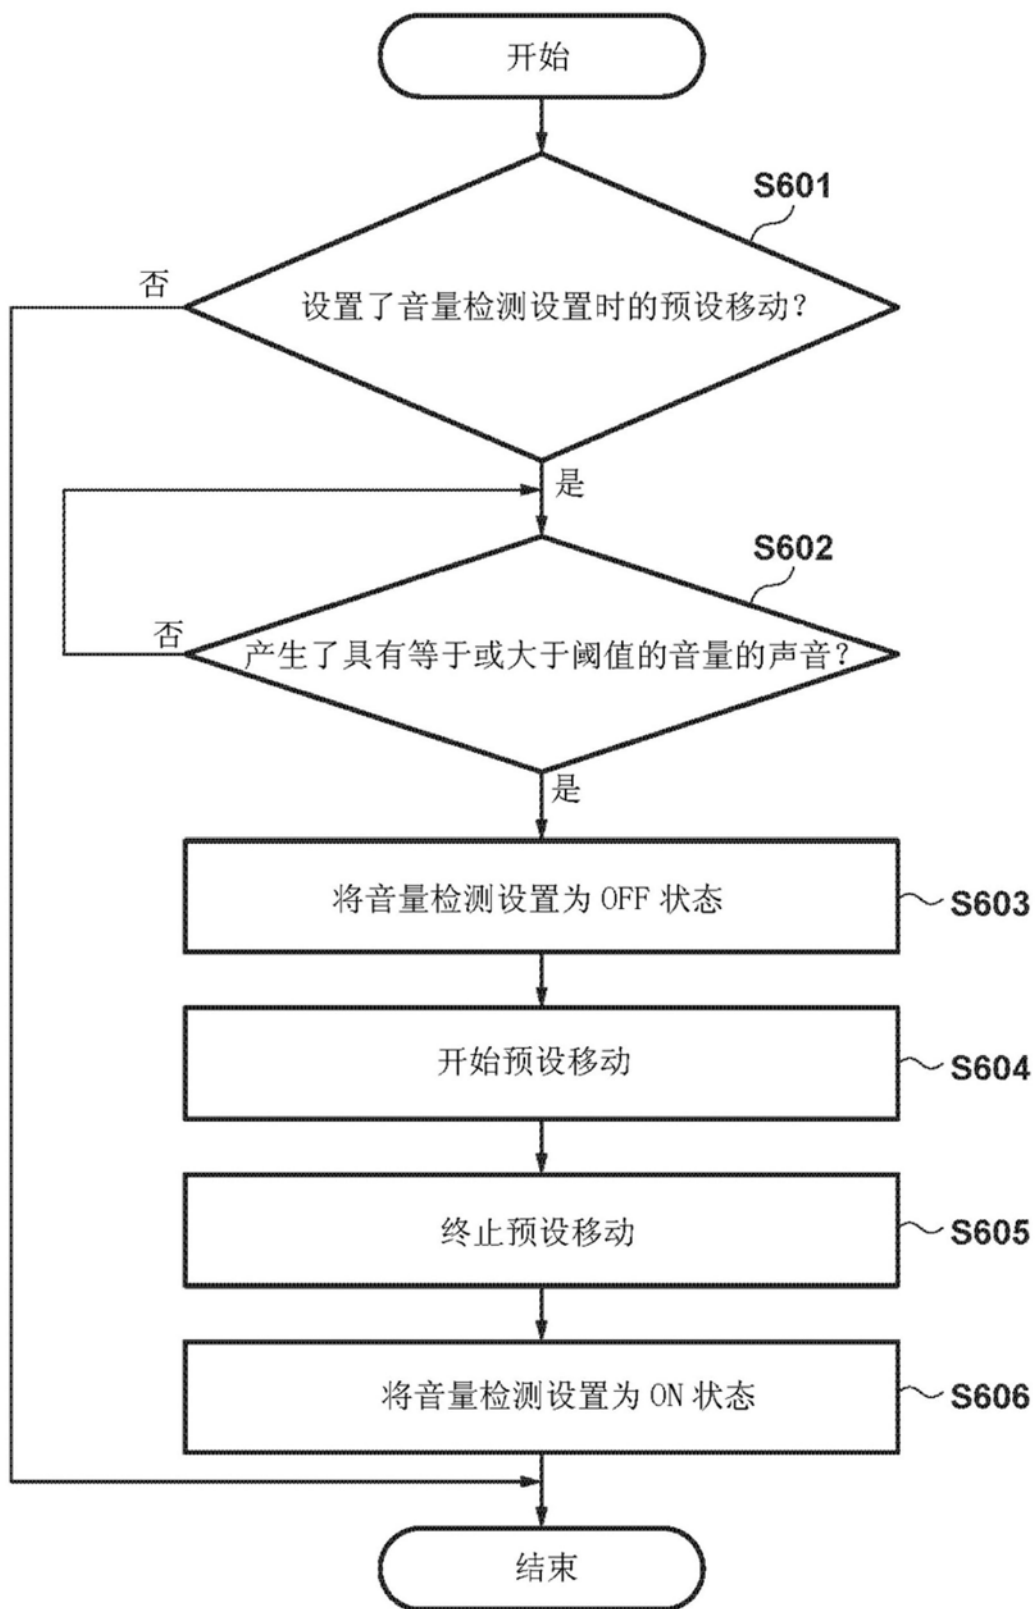 开始
S601
否
设置了音量检测设置时的预设移动？
是
S602
否
产生了具有等于或大于阈值的音量的声音？
是
将音量检测设置为 OFF 状态
S603
开始预设移动
S604
终止预设移动
S605
将音量检测设置为 ON 状态
S606
结束